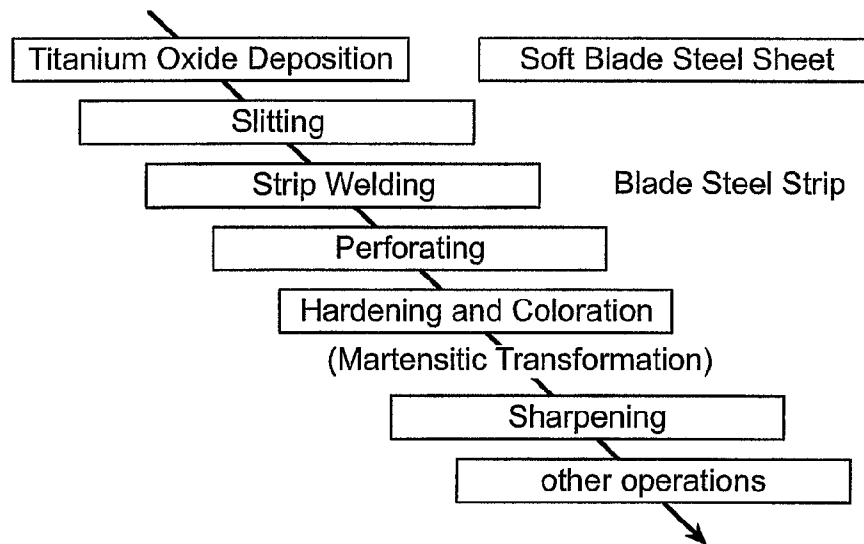 Titanium Oxide Deposition
Soft Blade Steel Sheet
Slitting
Strip Welding
Blade Steel Strip
Perforating
Hardening and Coloration
(Martensitic Transformation)
Sharpening
other operations